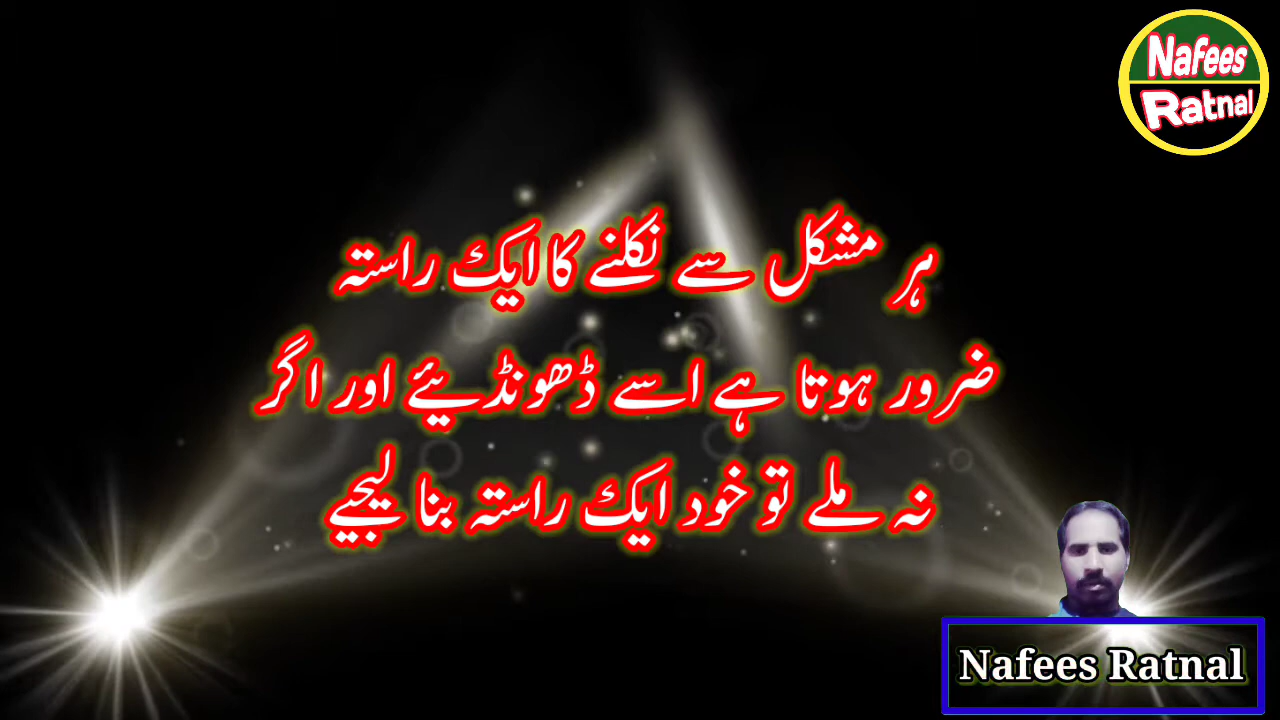 Nafees
Ratnal
ہر مشکل سے نکلنے کا ایک راستہ
ضرور ہوتا ہے اسے ڈھونڈیئے اور اگر
نہ ملے تو خود ایک راستہ بنا لیجیے
Nafees Ratnal